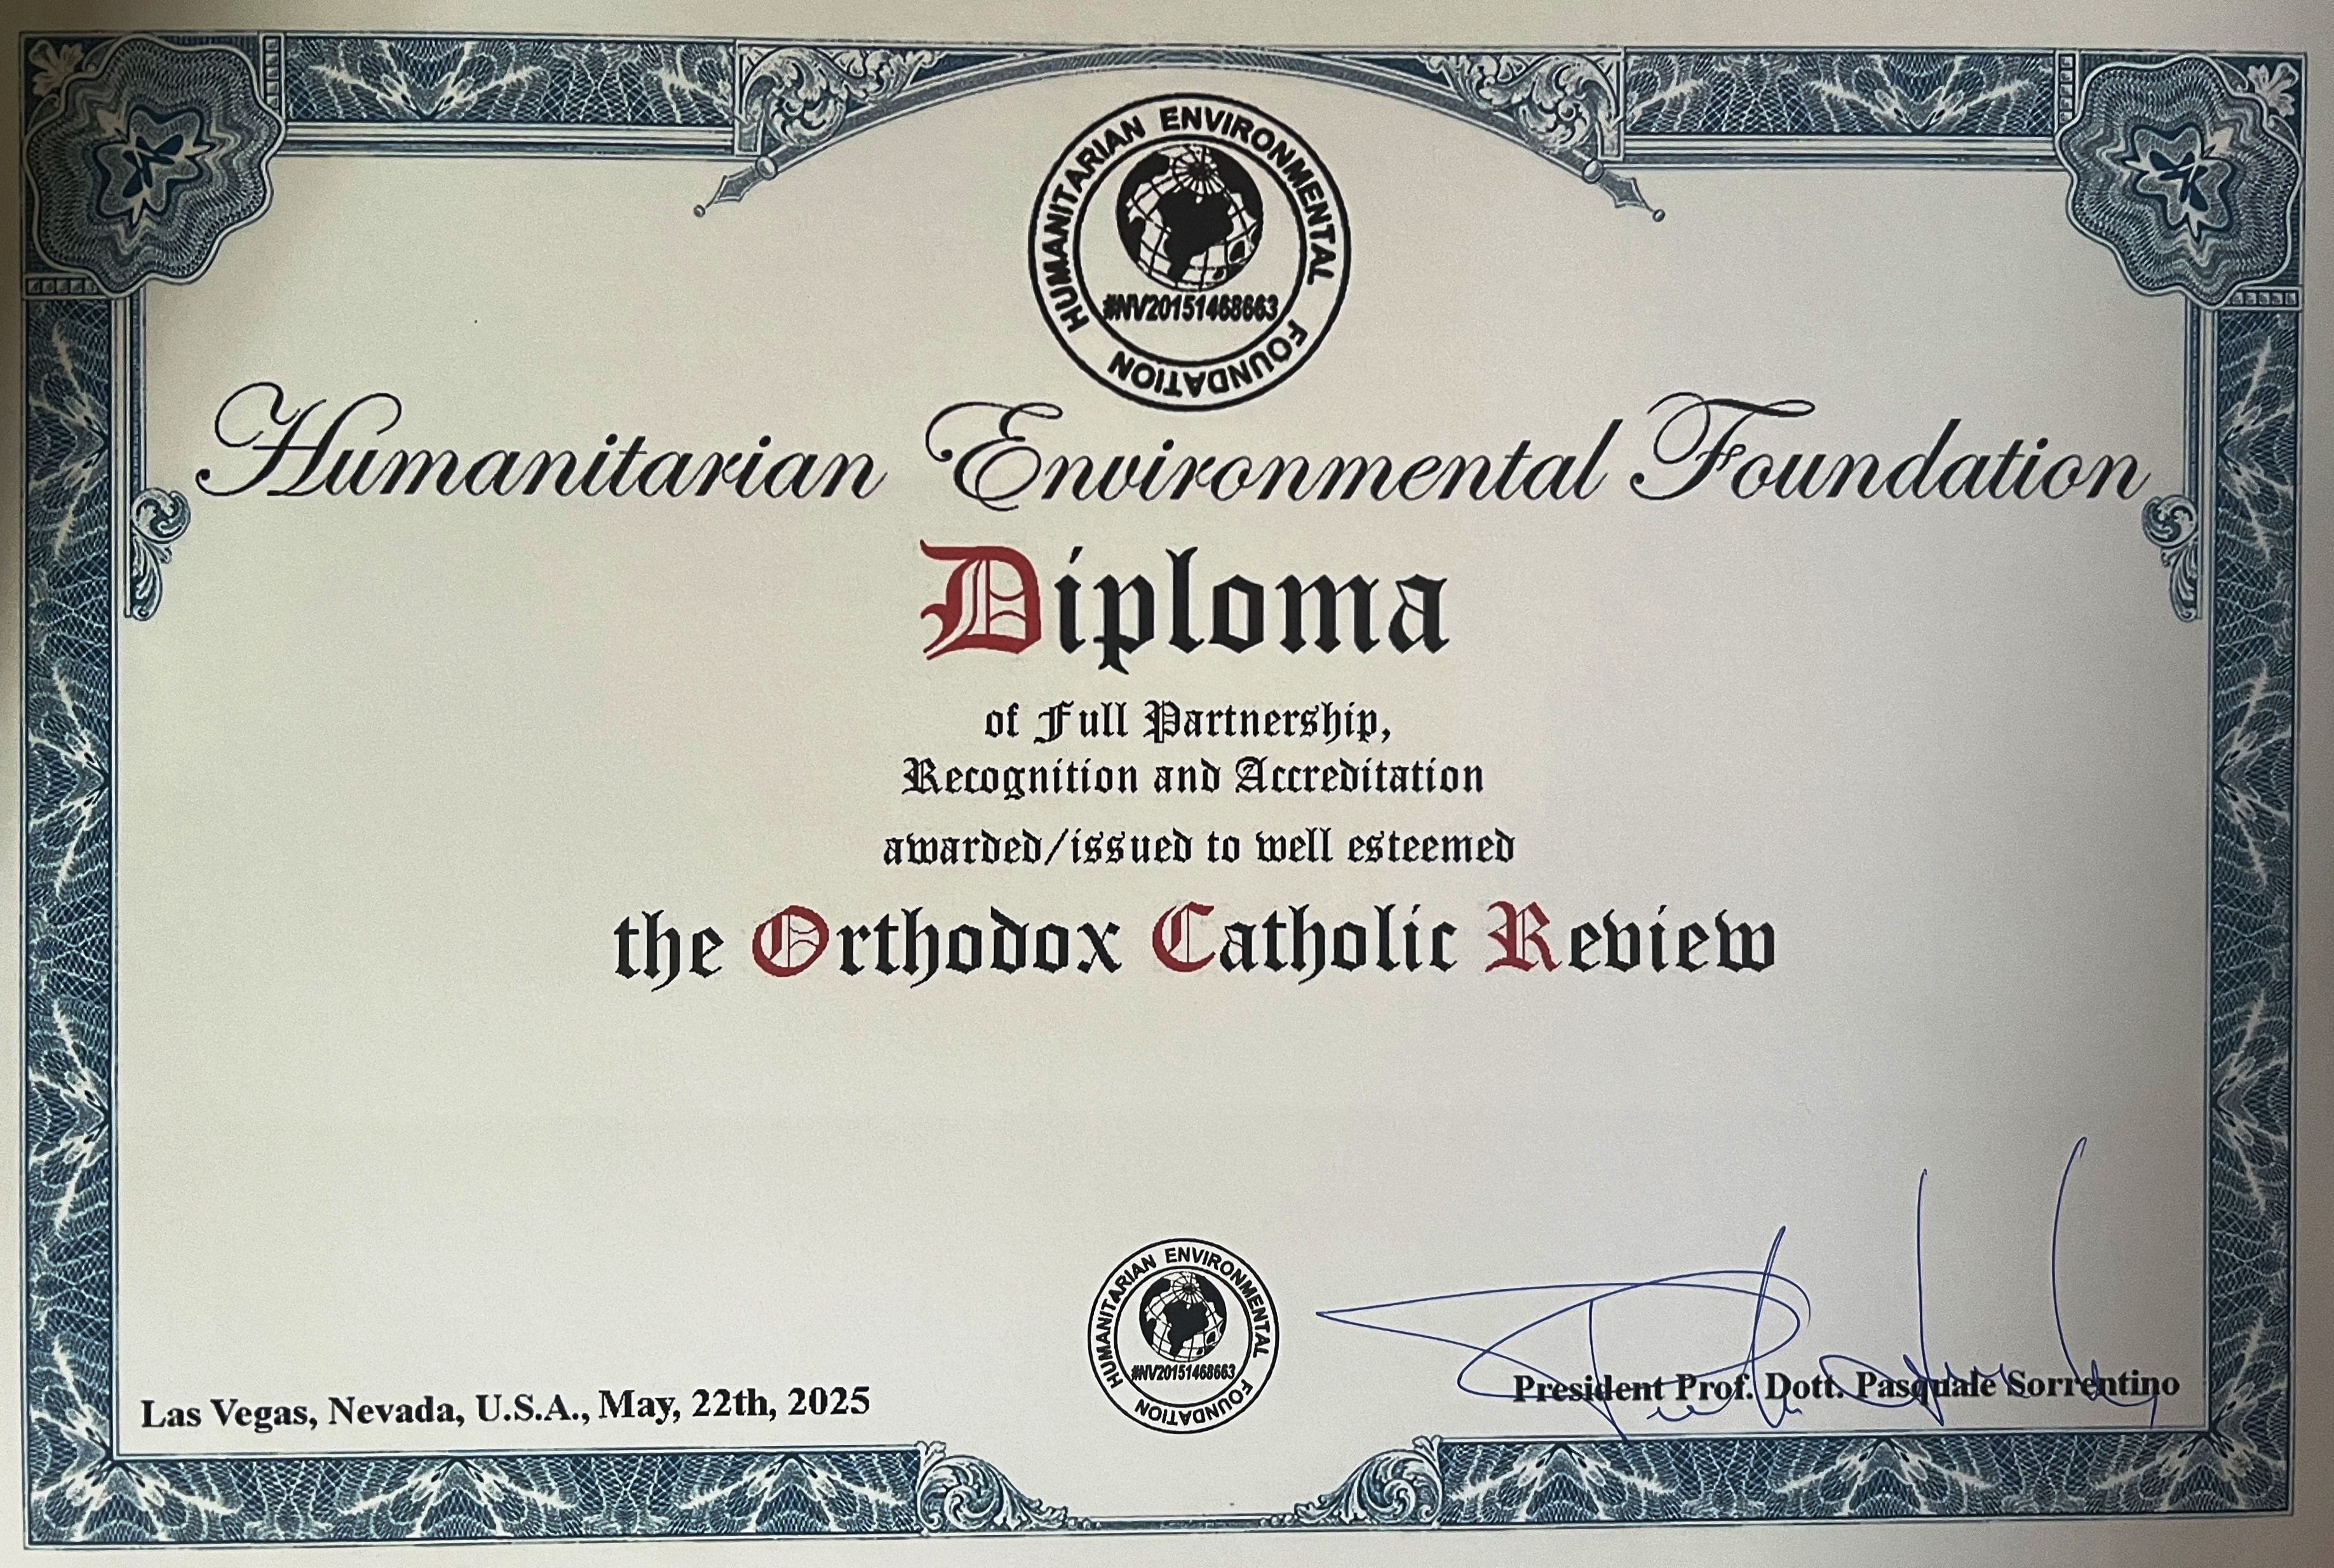 HUMANITARIAN ENVIRONMENTAL FOUNDATION
#NV20151468663
Humanitarian Environmental Foundation
Diploma
of Full Partnership,
Recognition and Accreditation
awarded/issued to well esteemed
the Orthodox Catholic Review
HUMANITARIAN ENVIRONMENTAL FOUNDATION
#NV20151468663
Las Vegas, Nevada, U.S.A., May, 22th, 2025
President Prof. Dott. Pasquale Sorrentino